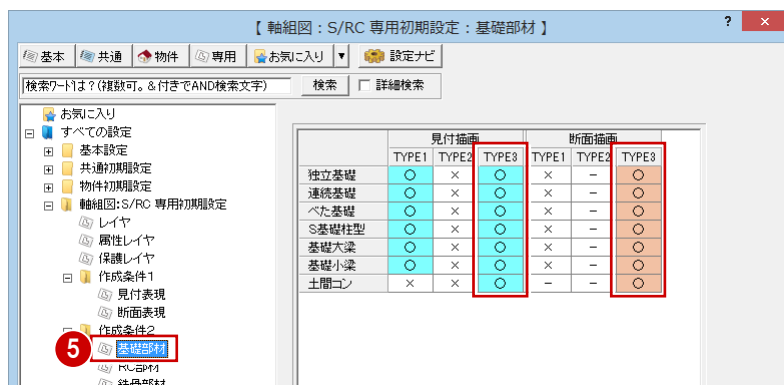 【 軸組図：S/RC 専用初期設定：基礎部材 】 ? x
基本 共通 物件 専用 お気に入り ▼ 設定ナビ
検索ワードは？(複数可。＆付きでAND検索文字) 検索 詳細検索
お気に入り
すべての設定
基本設定
共通初期設定
物件初期設定
軸組図:S/RC 専用初期設定
レイヤ
属性レイヤ
保護レイヤ
作成条件1
見付表現
断面表現
作成条件2
5 基礎部材
RC部材
鉄骨部材
見付描画 断面描画
TYPE1 TYPE2 TYPE3 TYPE1 TYPE2 TYPE3
独立基礎 ○ × ○ × － ○
連続基礎 ○ × ○ × － ○
べた基礎 ○ × ○ × － ○
S基礎柱型 ○ × ○ × － ○
基礎大梁 ○ × ○ × － ○
基礎小梁 ○ × ○ × － ○
土間コン × × ○ － － ○